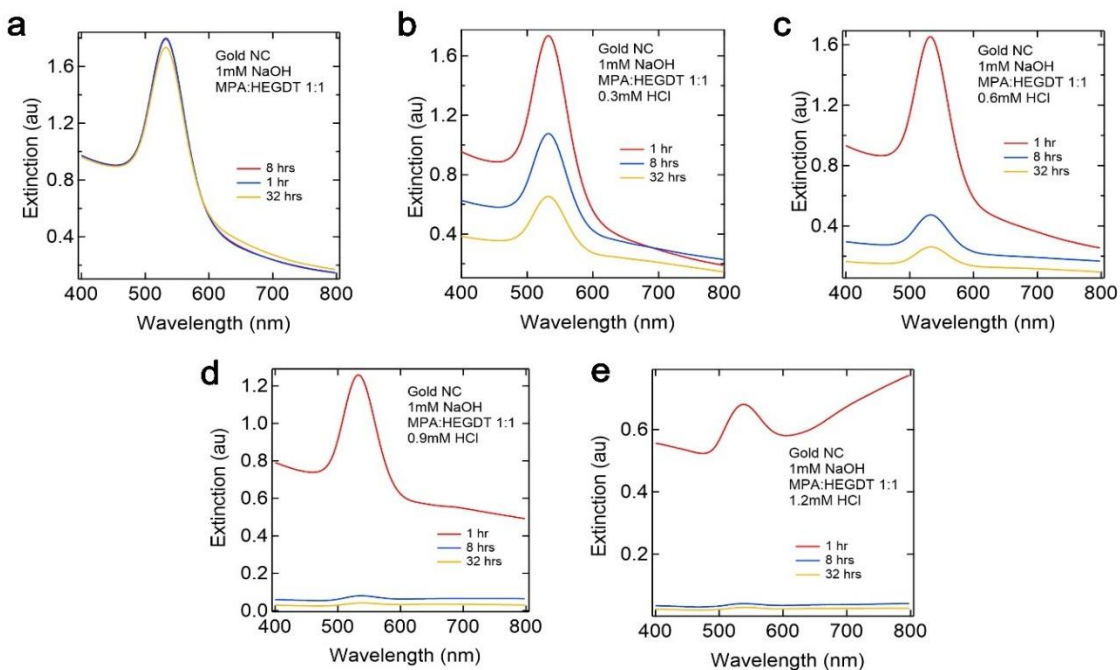 a
Extinction (au)
1.6
1.2
0.8
0.4
Gold NC
1mM NaOH
MPA:HEGDT 1:1
8 hrs
1 hr
32 hrs
400 500 600 700 800
Wavelength (nm)
b
Extinction (au)
1.6
1.2
0.8
0.4
Gold NC
1mM NaOH
MPA:HEGDT 1:1
0.3mM HCl
1 hr
8 hrs
32 hrs
400 500 600 700 800
Wavelength (nm)
c
Extinction (au)
1.6
1.2
0.8
0.4
Gold NC
1mM NaOH
MPA:HEGDT 1:1
0.6mM HCl
1 hr
8 hrs
32 hrs
400 500 600 700 800
Wavelength (nm)
d
Extinction (au)
1.2
1.0
0.8
0.6
0.4
0.2
0.0
Gold NC
1mM NaOH
MPA:HEGDT 1:1
0.9mM HCl
1 hr
8 hrs
32 hrs
400 500 600 700 800
Wavelength (nm)
e
Extinction (au)
0.6
0.4
0.2
Gold NC
1mM NaOH
MPA:HEGDT 1:1
1.2mM HCl
1 hr
8 hrs
32 hrs
400 500 600 700 800
Wavelength (nm)